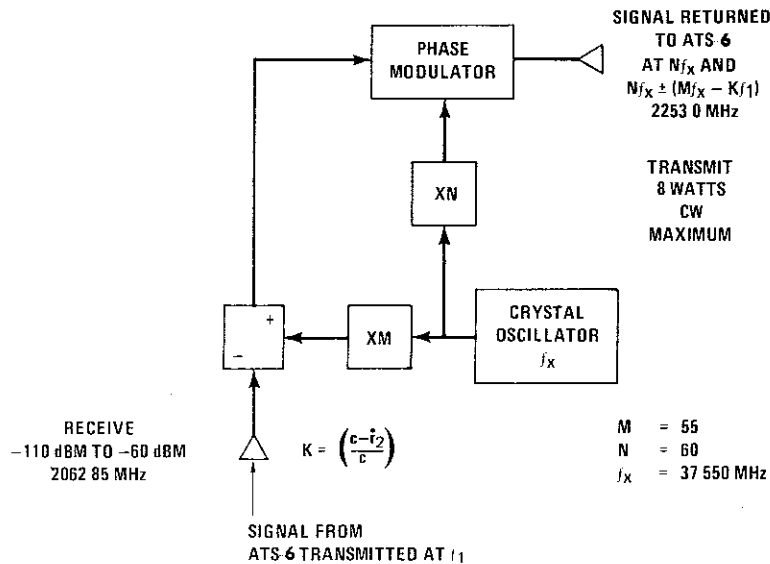 SIGNAL RETURNED
TO ATS-6
AT Nfx AND
Nfx ± (Mfx − Kf1)
2253 0 MHz
PHASE
MODULATOR
TRANSMIT
8 WATTS
CW
MAXIMUM
XN
+
−
XM
CRYSTAL
OSCILLATOR
fx
RECEIVE
−110 dBM TO −60 dBM
2062 85 MHz
K = (c−ṙ2/c)
M = 55
N = 60
fx = 37 550 MHz
SIGNAL FROM
ATS-6 TRANSMITTED AT f1